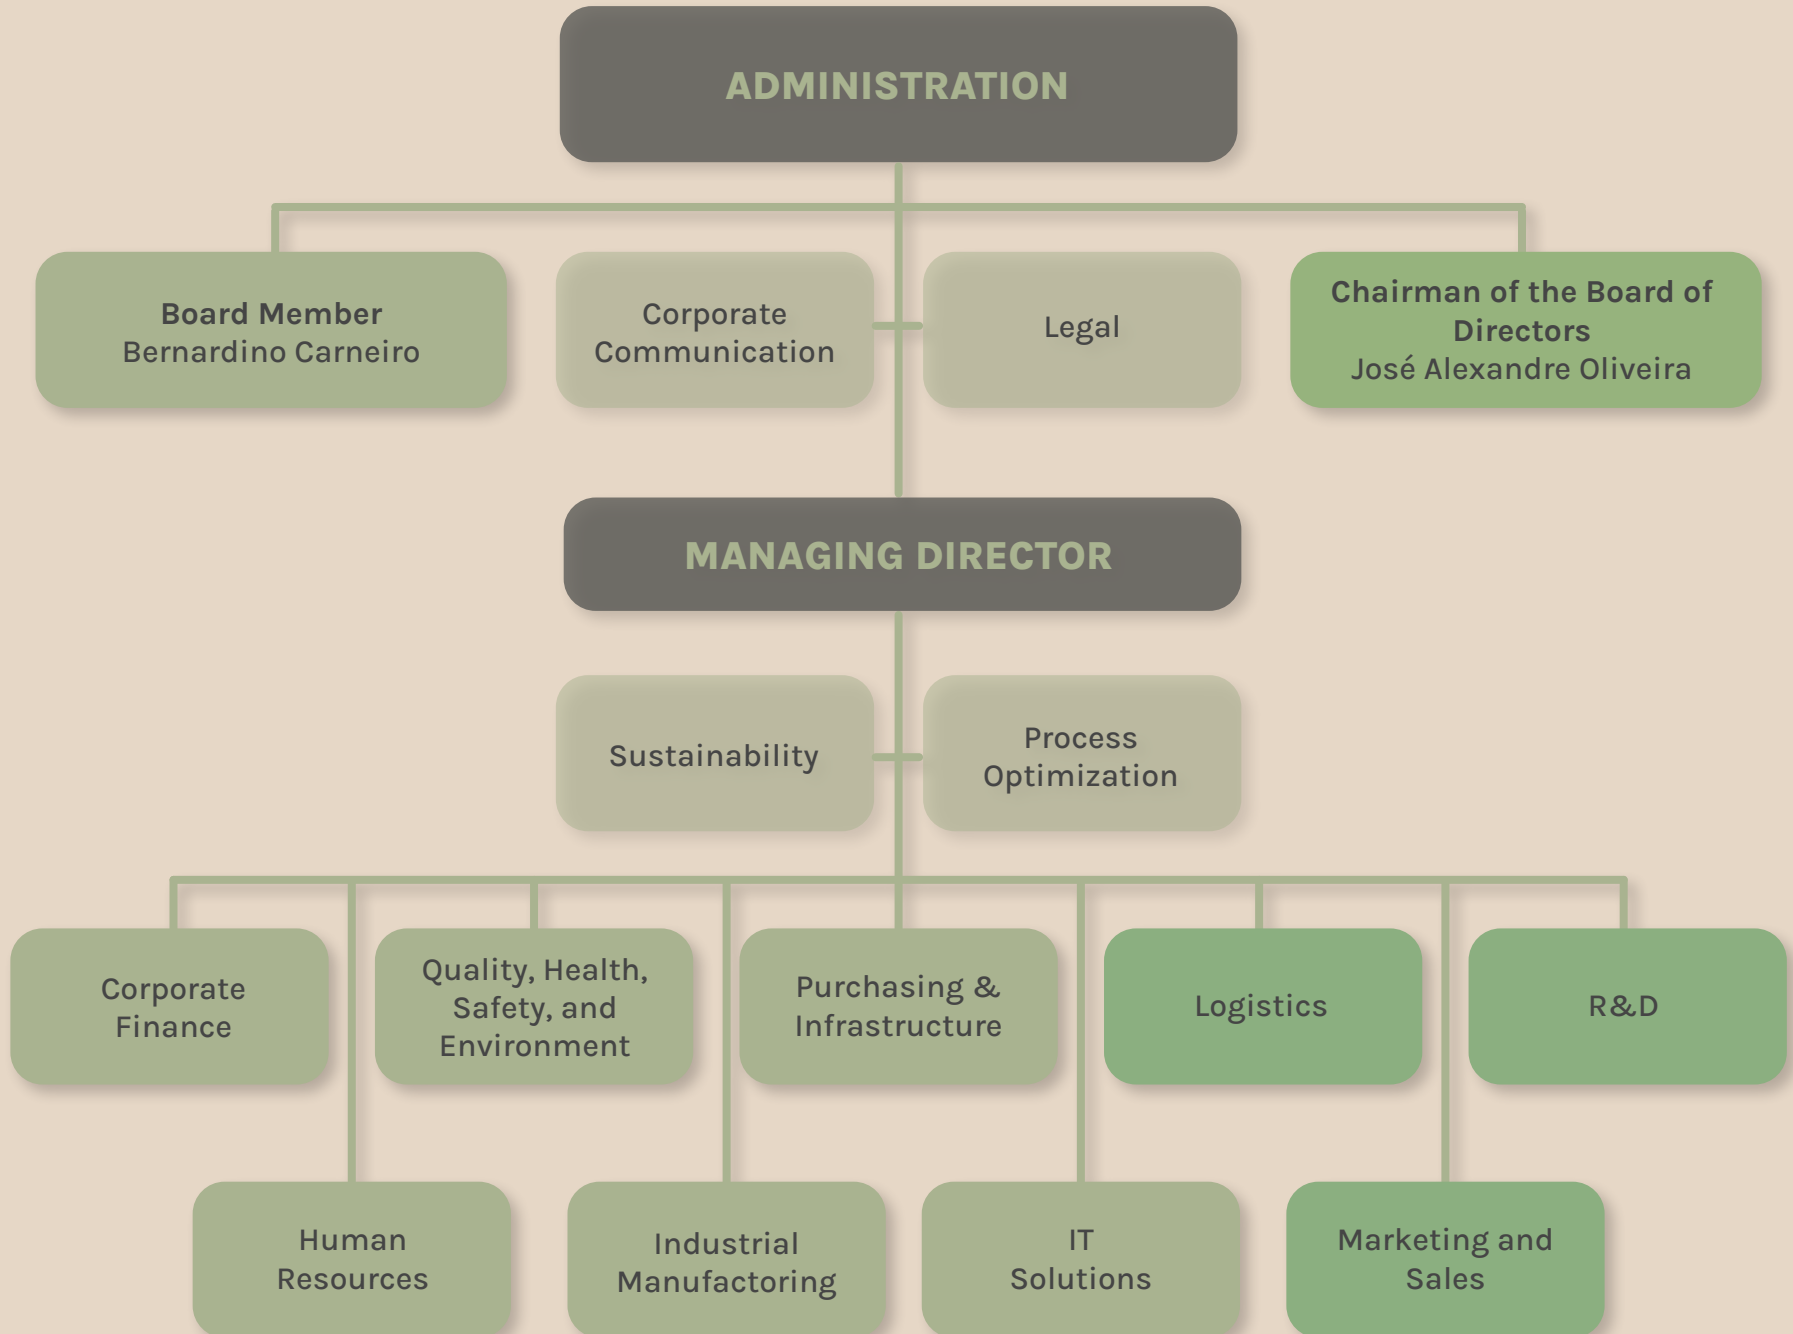 ADMINISTRATION
Board Member
Bernardino Carneiro
Corporate
Communication
Legal
Chairman of the Board of
Directors
José Alexandre Oliveira
MANAGING DIRECTOR
Sustainability
Process
Optimization
Corporate
Finance
Quality, Health,
Safety, and
Environment
Purchasing &
Infrastructure
Logistics
R&D
Human
Resources
Industrial
Manufactoring
IT
Solutions
Marketing and
Sales